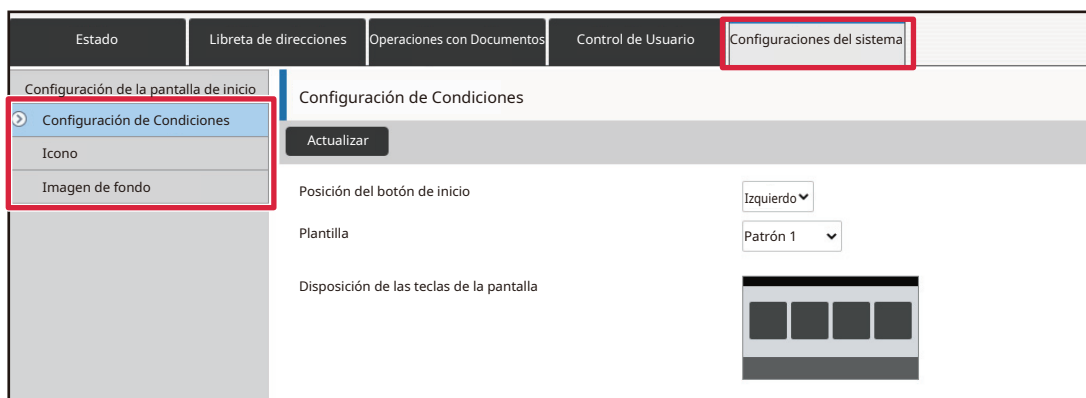 Estado
Libreta de direcciones
Operaciones con Documentos
Control de Usuario
Configuraciones del sistema
Configuración de la pantalla de inicio
Configuración de Condiciones
Icono
Imagen de fondo
Configuración de Condiciones
Actualizar
Posición del botón de inicio
Izquierdo
Plantilla
Patrón 1
Disposición de las teclas de la pantalla